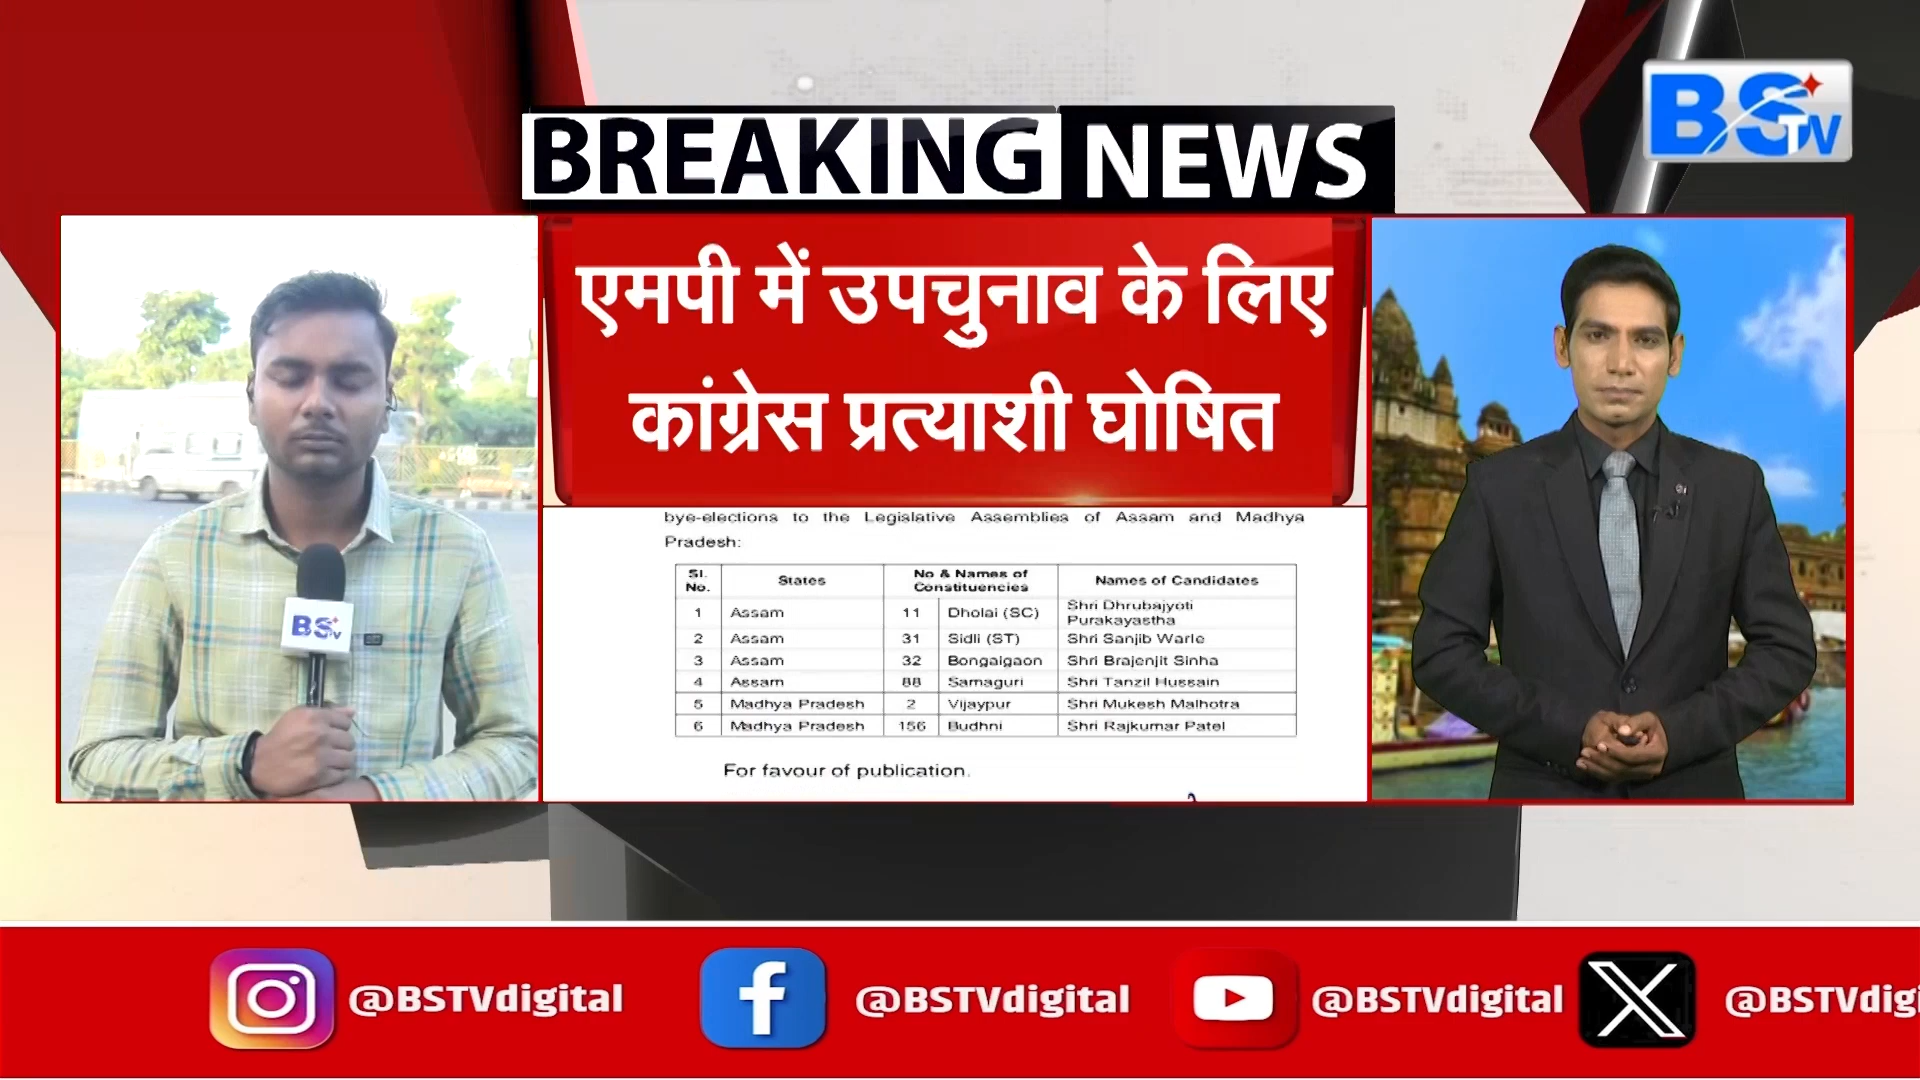 BREAKING NEWS
BSTV
एमपी में उपचुनाव के लिए
कांग्रेस प्रत्याशी घोषित
bye-elections to the Legislative Assemblies of Assam and Madhya
Pradesh:
Sl. No. States No & Names of Constituencies Names of Candidates
1 Assam 11 Dholai (SC) Shri Dhrubajyoti Purakayastha
2 Assam 31 Sidli (ST) Shri Sanjib Warle
3 Assam 32 Bongaigaon Shri Brajenjit Sinha
4 Assam 88 Samaguri Shri Tanzil Hussain
5 Madhya Pradesh 2 Vijaypur Shri Mukesh Malhotra
6 Madhya Pradesh 156 Budhni Shri Rajkumar Patel
For favour of publication.
BSTV
@BSTVdigital @BSTVdigital @BSTVdigital @BSTVdigi